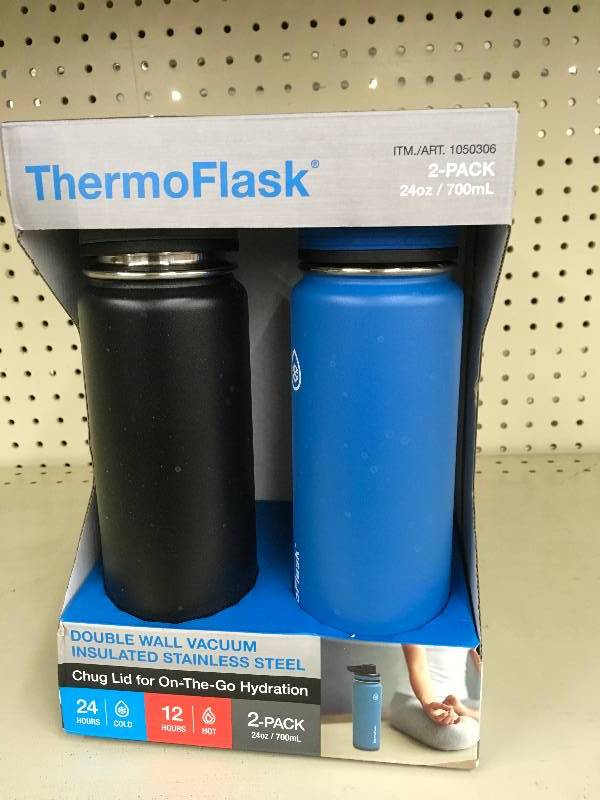 ThermoFlask®
ITM./ART. 1050306
2-PACK
24oz / 700mL
DOUBLE WALL VACUUM
INSULATED STAINLESS STEEL
Chug Lid for On-The-Go Hydration
24
HOURS
COLD
12
HOURS
HOT
2-PACK
24oz / 700mL